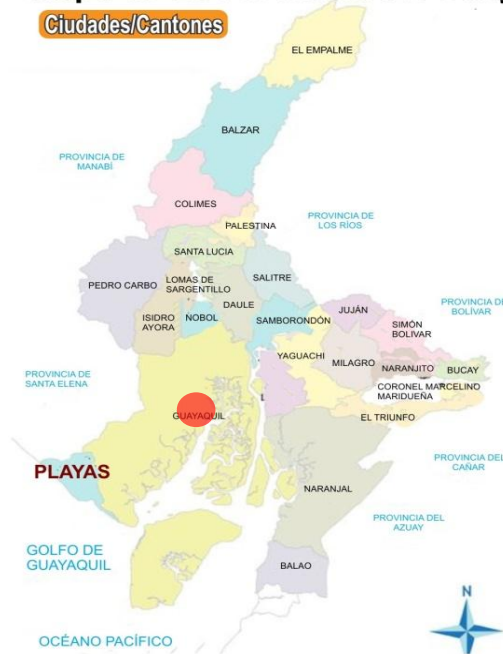 Ciudades/Cantones
EL EMPALME
BALZAR
PROVINCIA DE
MANABÍ
COLIMES
PROVINCIA DE
LOS RÍOS
PALESTINA
SANTA LUCIA
PEDRO CARBO
LOMAS DE
SARGENTILLO
SALITRE
DAULE
PROVINCIA DE
BOLÍVAR
ISIDRO
AYORA
NOBOL
SAMBORONDÓN
JUJÁN
SIMÓN
BOLIVAR
YAGUACHI
MILAGRO
NARANJITO
BUCAY
PROVINCIA DE
SANTA ELENA
CORONEL MARCELINO
MARIDUEÑA
GUAYAQUIL
EL TRIUNFO
PLAYAS
PROVINCIA DEL
CAÑAR
NARANJAL
PROVINCIA DEL
AZUAY
GOLFO DE
GUAYAQUIL
BALAO
N
OCÉANO PACÍFICO